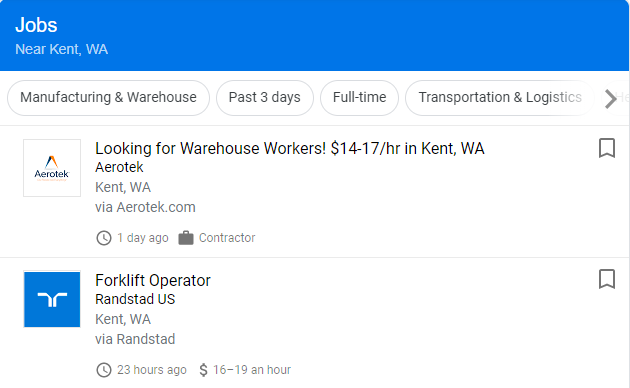 Jobs
Near Kent, WA
Manufacturing & Warehouse Past 3 days Full-time Transportation & Logistics
Looking for Warehouse Workers! $14-17/hr in Kent, WA
Aerotek
Aerotek
Kent, WA
via Aerotek.com
1 day ago Contractor
Forklift Operator
Randstad US
Kent, WA
via Randstad
23 hours ago $ 16–19 an hour